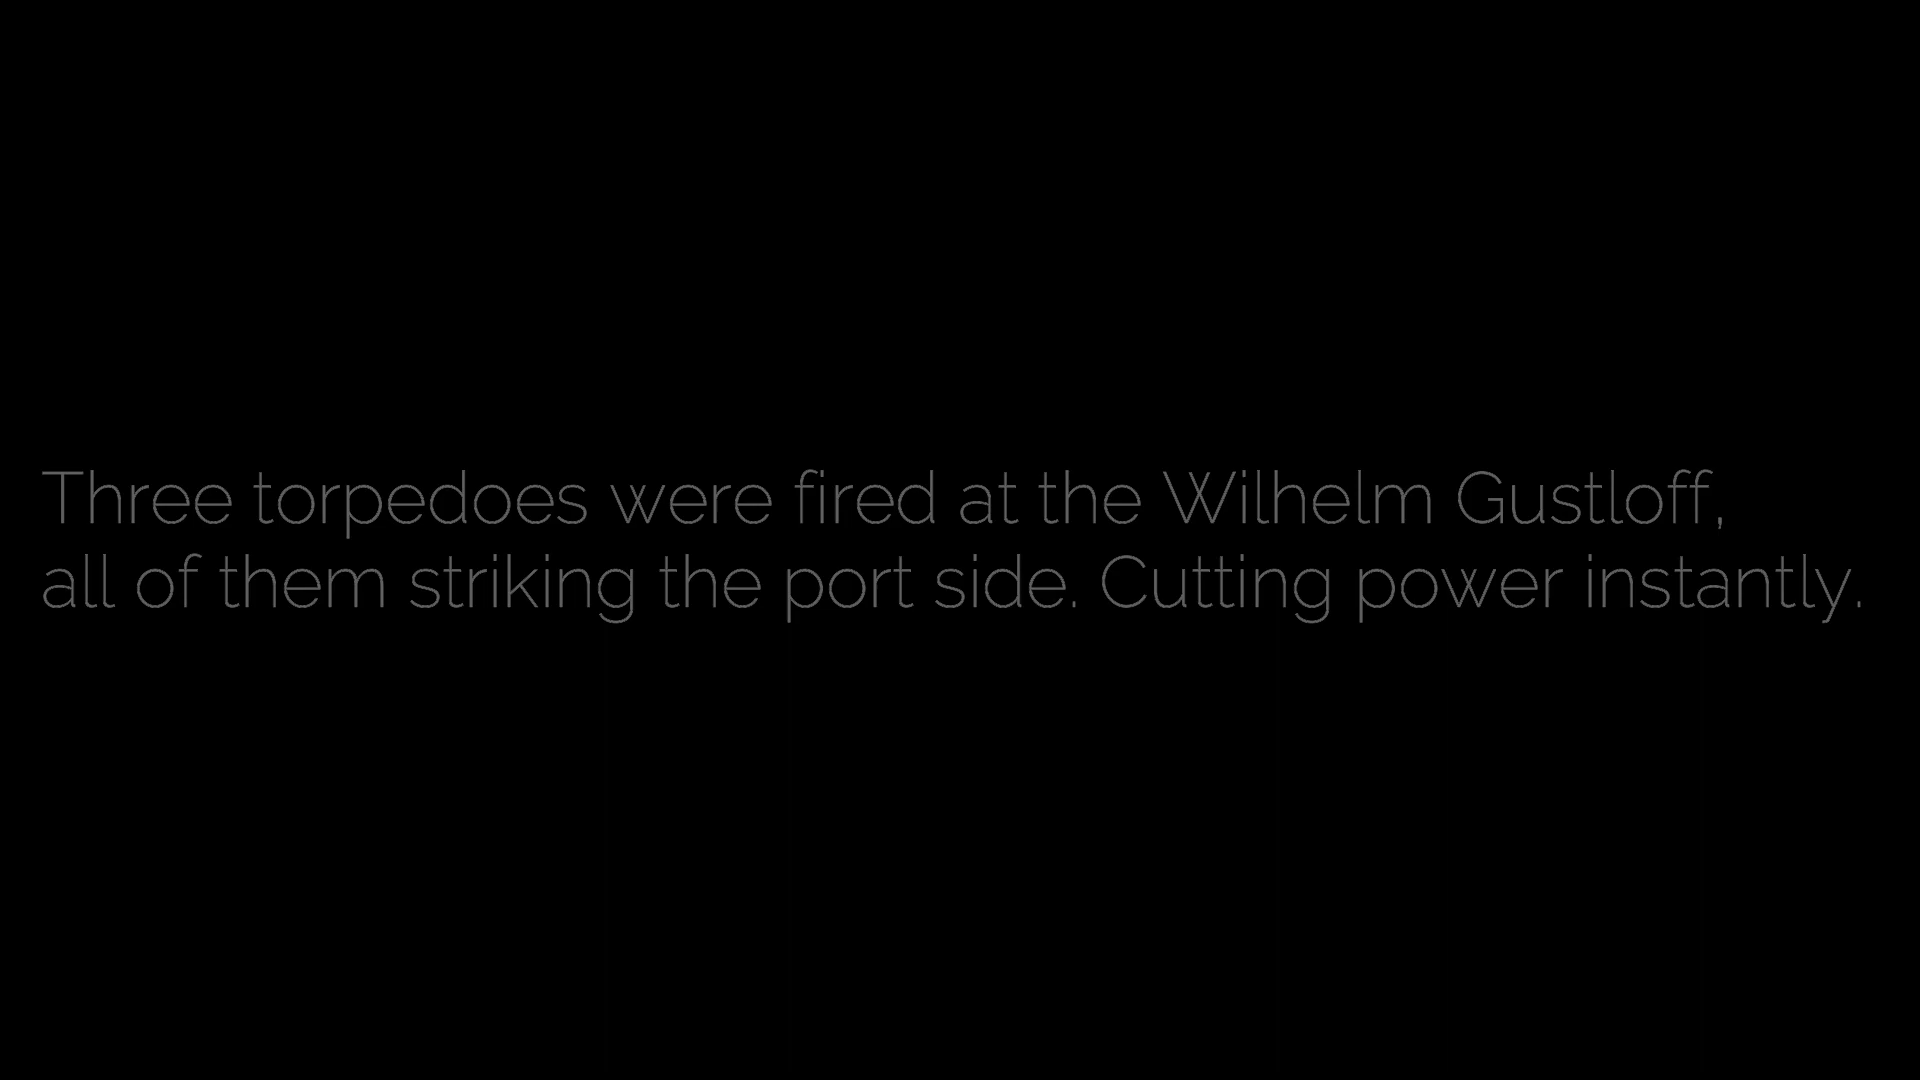 Three torpedoes were fired at the Wilhelm Gustloff,
all of them striking the port side. Cutting power instantly.